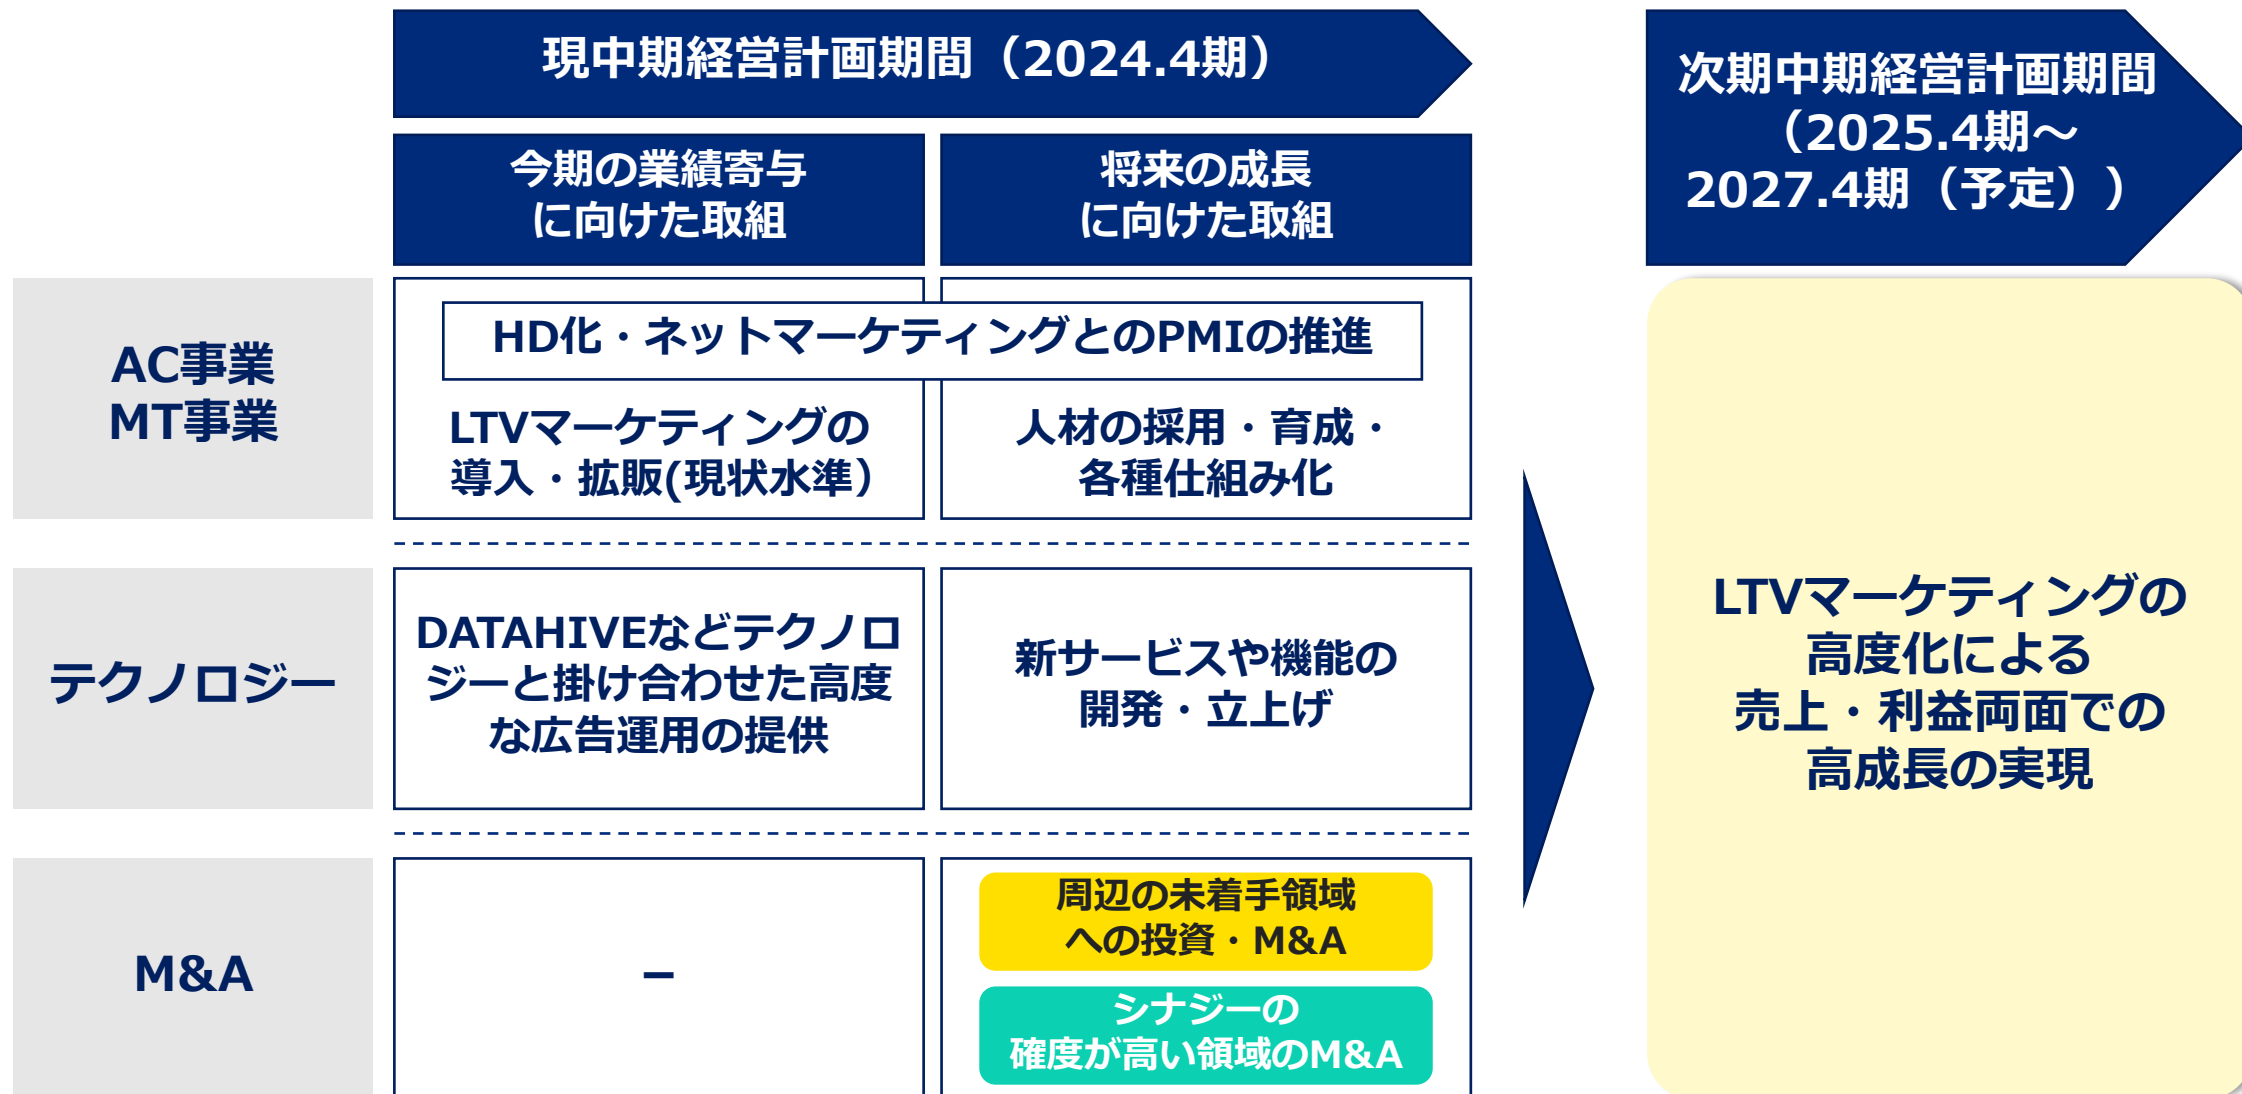 現中期経営計画期間（2024.4期）
次期中期経営計画期間
（2025.4期～
2027.4期（予定））
今期の業績寄与
に向けた取組
将来の成長
に向けた取組
AC事業
MT事業
HD化・ネットマーケティングとのPMIの推進
LTVマーケティングの
導入・拡販(現状水準）
人材の採用・育成・
各種仕組み化
テクノロジー
DATAHIVEなどテクノロ
ジーと掛け合わせた高度
な広告運用の提供
新サービスや機能の
開発・立上げ
M&A
–
周辺の未着手領域
への投資・M&A
シナジーの
確度が高い領域のM&A
LTVマーケティングの
高度化による
売上・利益両面での
高成長の実現